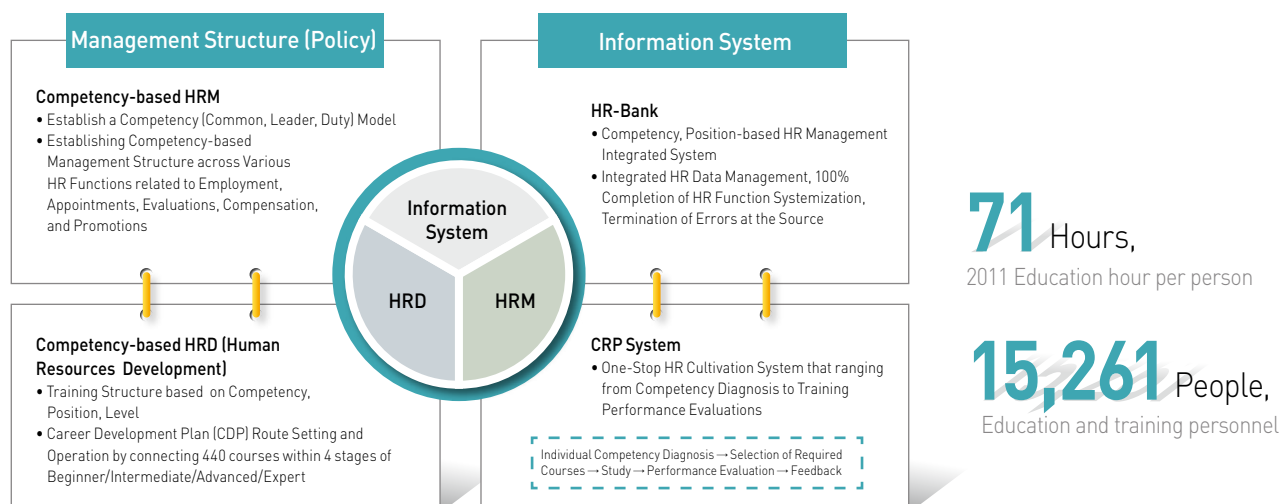 Management Structure (Policy)
Competency-based HRM
• Establish a Competency (Common, Leader, Duty) Model
• Establishing Competency-based
Management Structure across Various
HR Functions related to Employment,
Appointments, Evaluations, Compensation,
and Promotions
Competency-based HRD (Human
Resources Development)
• Training Structure based on Competency,
Position, Level
• Career Development Plan (CDP) Route Setting and
Operation by connecting 440 courses within 4 stages of
Beginner/Intermediate/Advanced/Expert
Information
System
HRD
HRM
Information System
HR-Bank
• Competency, Position-based HR Management
Integrated System
• Integrated HR Data Management, 100%
Completion of HR Function Systemization,
Termination of Errors at the Source
CRP System
• One-Stop HR Cultivation System that ranging
from Competency Diagnosis to Training
Performance Evaluations
Individual Competency Diagnosis → Selection of Required
Courses → Study → Performance Evaluation → Feedback
71 Hours,
2011 Education hour per person
15,261 People,
Education and training personnel